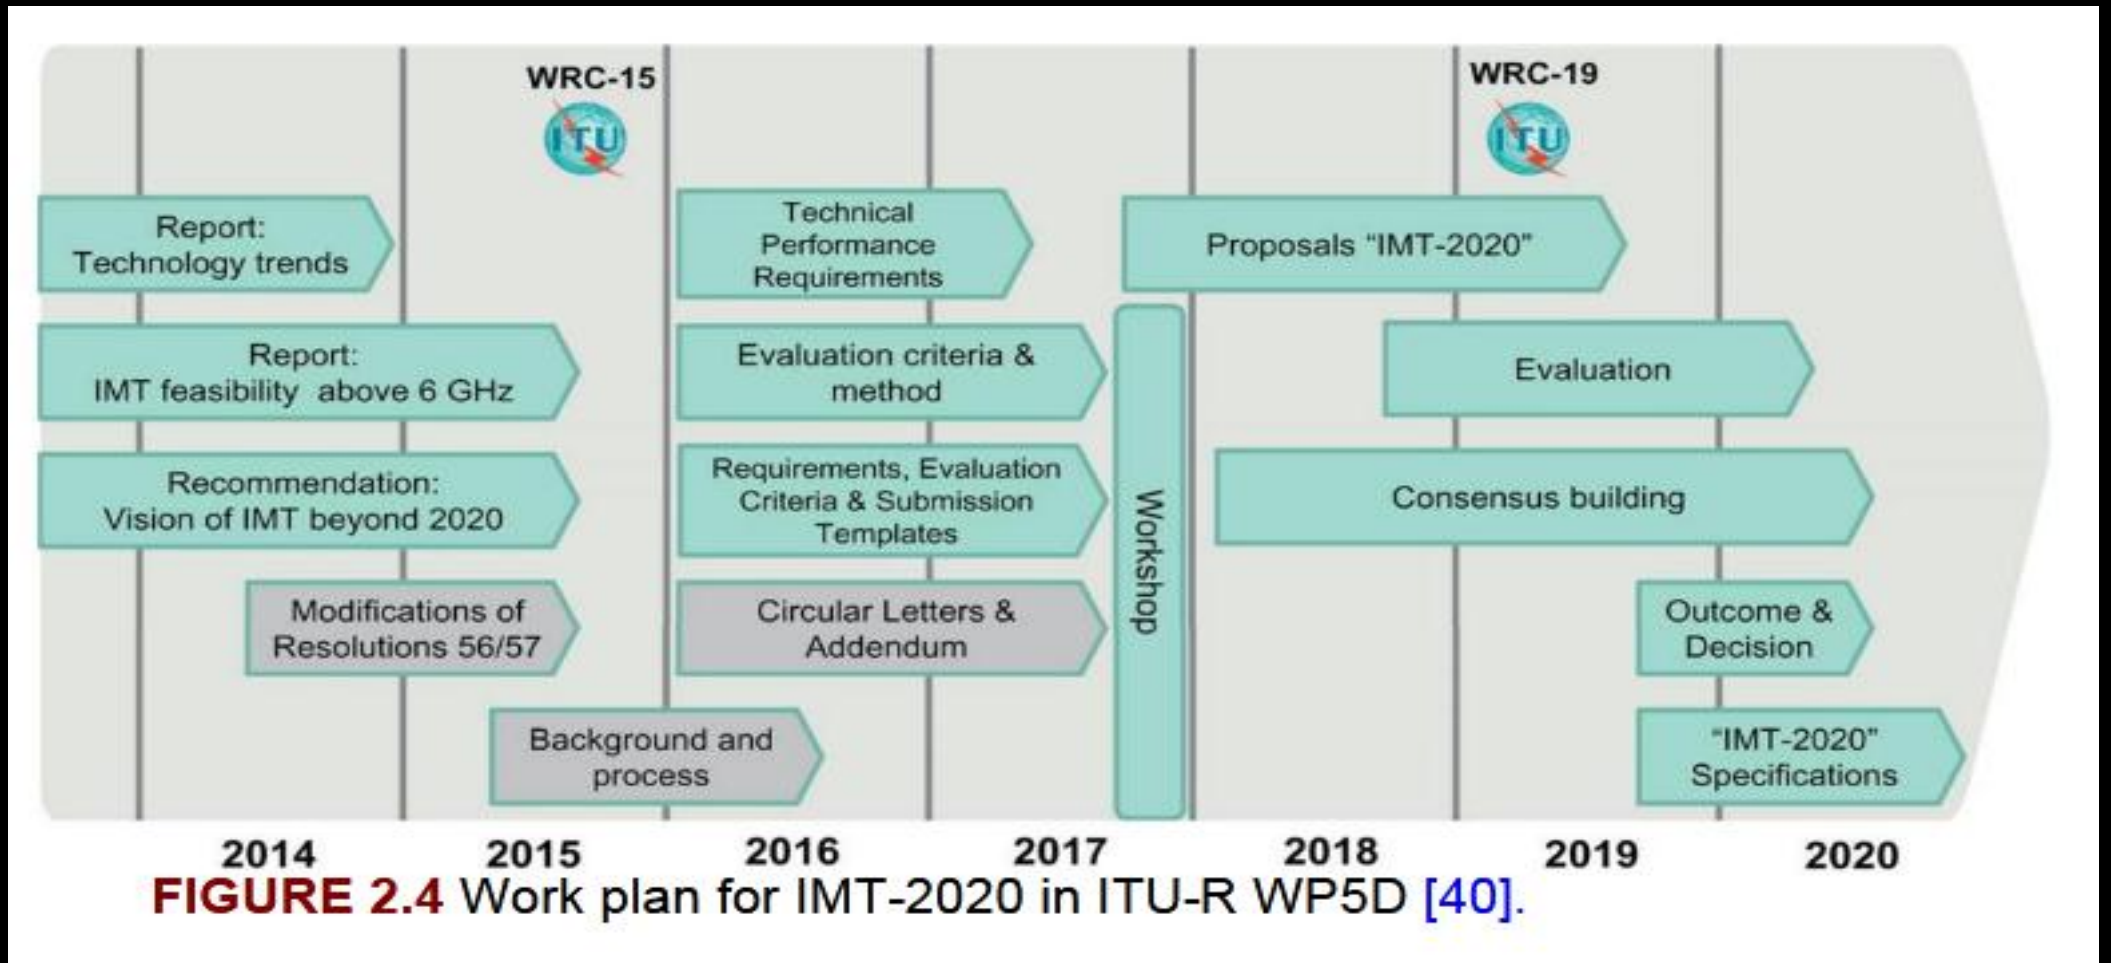 WRC-15
ITU
WRC-19
ITU
Report:
Technology trends
Technical
Performance
Requirements
Proposals “IMT-2020”
Report:
IMT feasibility above 6 GHz
Evaluation criteria &
method
Evaluation
Recommendation:
Vision of IMT beyond 2020
Requirements, Evaluation
Criteria & Submission
Templates
Workshop
Consensus building
Modifications of
Resolutions 56/57
Circular Letters &
Addendum
Outcome &
Decision
Background and
process
“IMT-2020”
Specifications
2014 2015 2016 2017 2018 2019 2020
FIGURE 2.4 Work plan for IMT-2020 in ITU-R WP5D [40].